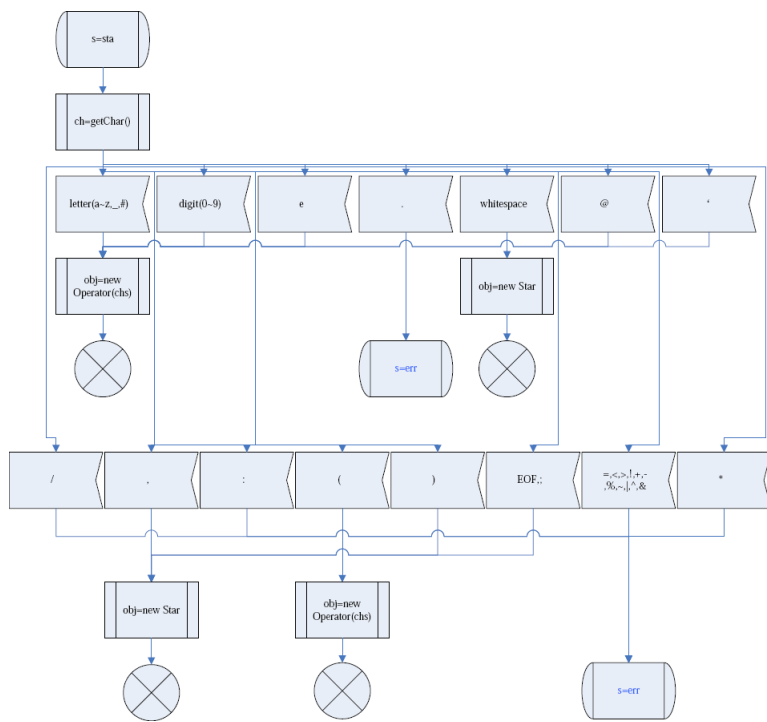 s=sta
ch=getChar()
letter(a~z,_,#)
digit(0~9)
e
.
whitespace
@
‘
obj=new
Operator(chs)
obj=new Star
s=err
/
,
:
(
)
EOF,;
=,<,>,!,+,-
,%,~,|,^,&
*
obj=new Star
obj=new
Operator(chs)
s=err